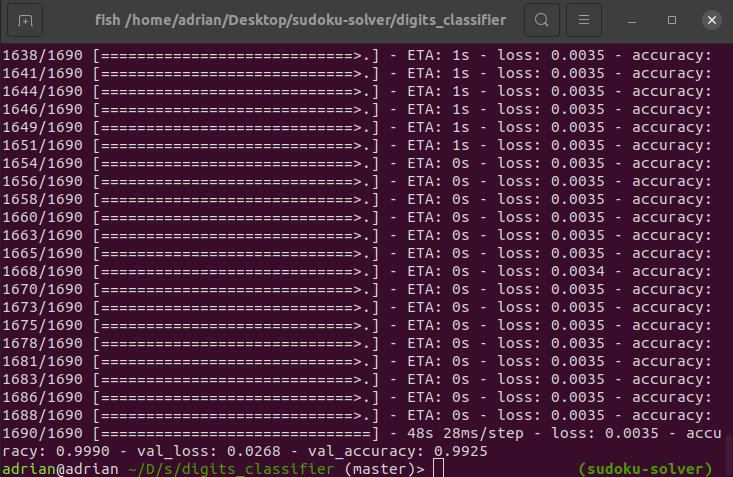 fish /home/adrian/Desktop/sudoku-solver/digits_classifier
1638/1690 [============================>.] - ETA: 1s - loss: 0.0035 - accuracy:
1641/1690 [============================>.] - ETA: 1s - loss: 0.0035 - accuracy:
1644/1690 [============================>.] - ETA: 1s - loss: 0.0035 - accuracy:
1646/1690 [============================>.] - ETA: 1s - loss: 0.0035 - accuracy:
1649/1690 [============================>.] - ETA: 1s - loss: 0.0035 - accuracy:
1651/1690 [============================>.] - ETA: 1s - loss: 0.0035 - accuracy:
1654/1690 [============================>.] - ETA: 0s - loss: 0.0035 - accuracy:
1656/1690 [============================>.] - ETA: 0s - loss: 0.0035 - accuracy:
1658/1690 [============================>.] - ETA: 0s - loss: 0.0035 - accuracy:
1660/1690 [============================>.] - ETA: 0s - loss: 0.0035 - accuracy:
1663/1690 [============================>.] - ETA: 0s - loss: 0.0035 - accuracy:
1665/1690 [============================>.] - ETA: 0s - loss: 0.0035 - accuracy:
1668/1690 [============================>.] - ETA: 0s - loss: 0.0034 - accuracy:
1670/1690 [============================>.] - ETA: 0s - loss: 0.0035 - accuracy:
1673/1690 [============================>.] - ETA: 0s - loss: 0.0035 - accuracy:
1675/1690 [============================>.] - ETA: 0s - loss: 0.0035 - accuracy:
1678/1690 [============================>.] - ETA: 0s - loss: 0.0035 - accuracy:
1681/1690 [============================>.] - ETA: 0s - loss: 0.0035 - accuracy:
1683/1690 [============================>.] - ETA: 0s - loss: 0.0035 - accuracy:
1686/1690 [============================>.] - ETA: 0s - loss: 0.0035 - accuracy:
1688/1690 [============================>.] - ETA: 0s - loss: 0.0035 - accuracy:
1690/1690 [==============================] - 48s 28ms/step - loss: 0.0035 - accu
racy: 0.9990 - val_loss: 0.0268 - val_accuracy: 0.9925
adrian@adrian ~/D/s/digits_classifier (master)> (sudoku-solver)